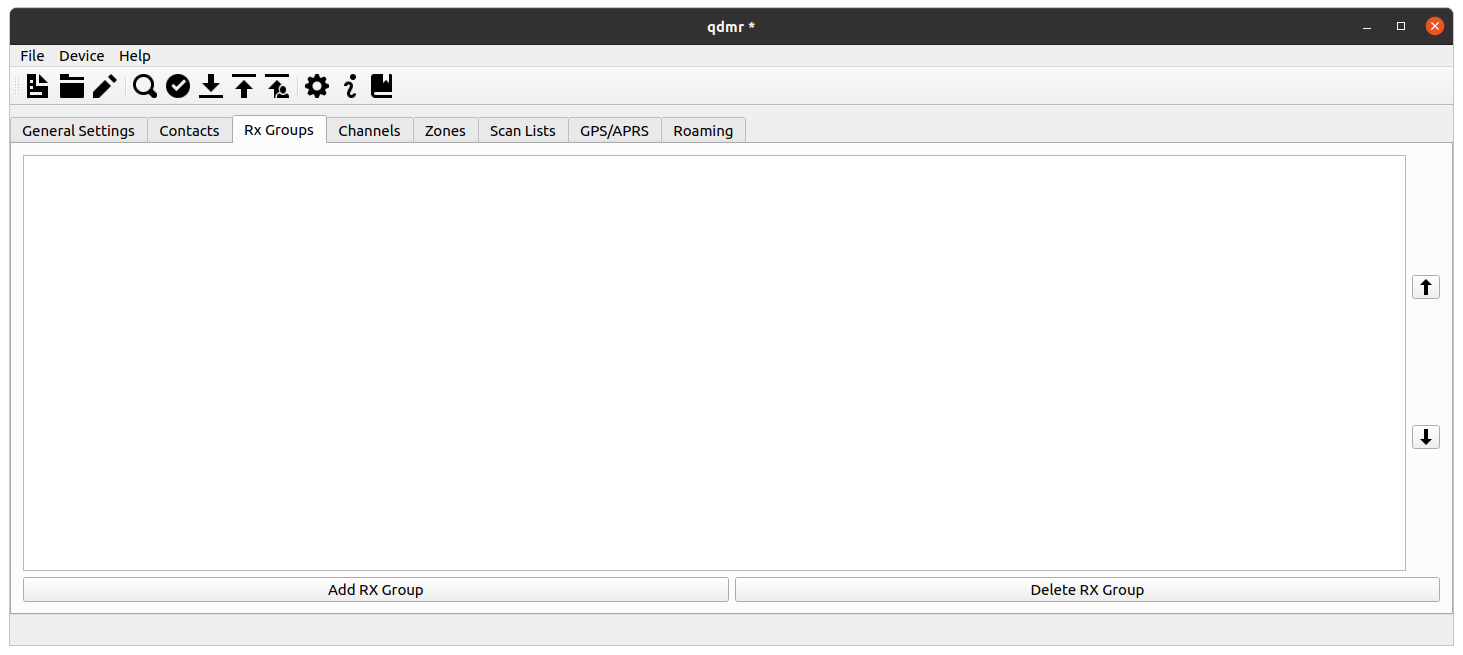 qdmr *
File Device Help
General Settings Contacts Rx Groups Channels Zones Scan Lists GPS/APRS Roaming
Add RX Group Delete RX Group